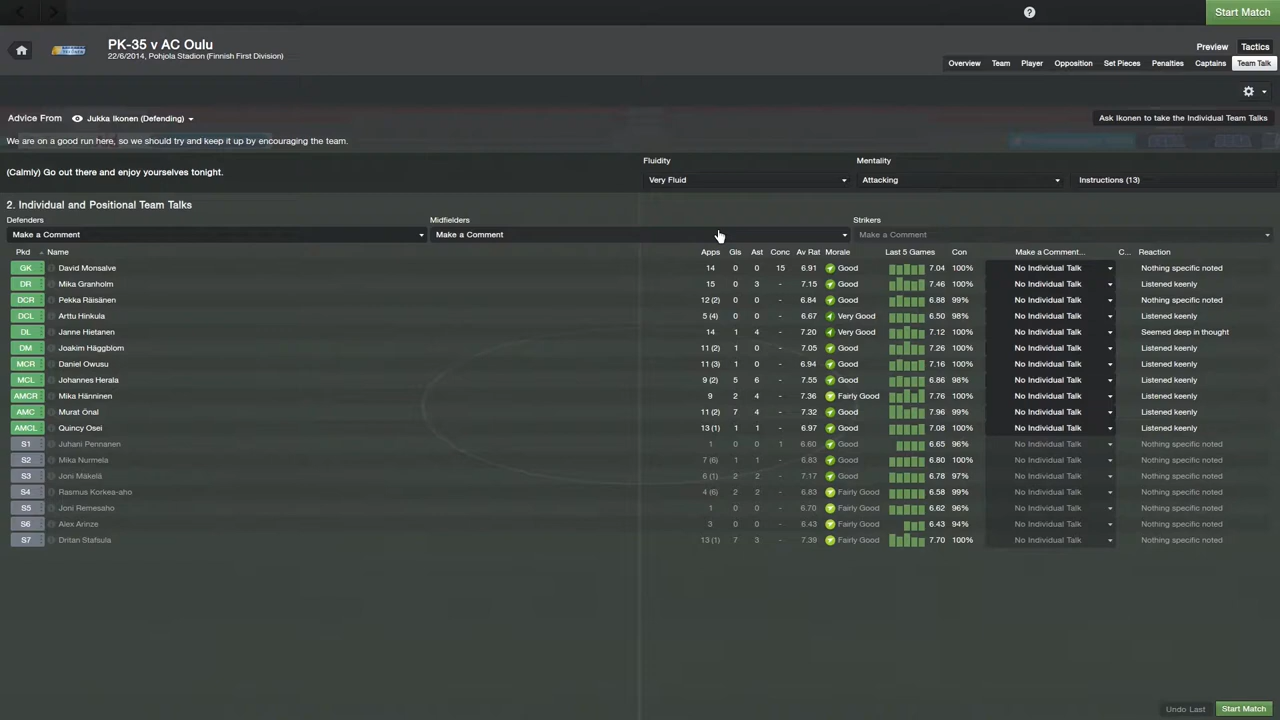 Start Match
PK-35 v AC Oulu
22/6/2014, Pohjola Stadion (Finnish First Division)
Preview Tactics
Overview Team Player Opposition Set Pieces Penalties Captains Team Talk
Advice From Jukka Ikonen (Defending) Ask Ikonen to take the Individual Team Talks
We are on a good run here, so we should try and keep it up by encouraging the team.
Fluidity Mentality
(Calmly) Go out there and enjoy yourselves tonight. Very Fluid Attacking Instructions (13)
2. Individual and Positional Team Talks
Defenders Midfielders Strikers
Make a Comment Make a Comment Make a Comment
Pkd Name Apps Gls Ast Conc Av Rat Morale Last 5 Games Con Make a Comment... C... Reaction
GK David Monsalve 14 0 0 15 6.91 Good 7.04 100% No Individual Talk Nothing specific noted
DR Mika Granholm 15 0 3 - 7.15 Good 7.46 100% No Individual Talk Listened keenly
DCR Pekka Räisänen 12 (2) 0 0 - 6.84 Good 6.88 99% No Individual Talk Nothing specific noted
DCL Arttu Hinkula 5 (4) 0 0 - 6.67 Very Good 6.50 98% No Individual Talk Listened keenly
DL Janne Hietanen 14 1 4 - 7.20 Very Good 7.12 100% No Individual Talk Seemed deep in thought
DM Joakim Häggblom 11 (2) 1 0 - 7.05 Good 7.26 100% No Individual Talk Listened keenly
MCR Daniel Owusu 11 (3) 1 0 - 6.94 Good 7.16 100% No Individual Talk Listened keenly
MCL Johannes Herala 9 (2) 5 6 - 7.55 Good 6.86 98% No Individual Talk Listened keenly
AMCR Mika Hänninen 9 2 4 - 7.36 Fairly Good 7.76 100% No Individual Talk Listened keenly
AMC Murat Önal 11 (2) 7 4 - 7.32 Good 7.96 99% No Individual Talk Listened keenly
AMCL Quincy Osei 13 (1) 1 1 - 6.97 Good 7.08 100% No Individual Talk Listened keenly
S1 Juhani Pennanen 1 0 0 1 6.60 Good 6.65 96% No Individual Talk Nothing specific noted
S2 Mika Nurmela 7 (6) 1 1 - 6.83 Good 6.80 100% No Individual Talk Nothing specific noted
S3 Joni Mäkelä 6 (1) 2 2 - 7.17 Good 6.78 97% No Individual Talk Nothing specific noted
S4 Rasmus Korkea-aho 4 (6) 2 2 - 6.83 Fairly Good 6.58 99% No Individual Talk Nothing specific noted
S5 Joni Remesaho 1 0 0 - 6.70 Fairly Good 6.62 96% No Individual Talk Nothing specific noted
S6 Alex Arinze 3 0 0 - 6.43 Fairly Good 6.43 94% No Individual Talk Nothing specific noted
S7 Dritan Stafsula 13 (1) 7 3 - 7.39 Fairly Good 7.70 100% No Individual Talk Nothing specific noted
Undo Last Start Match